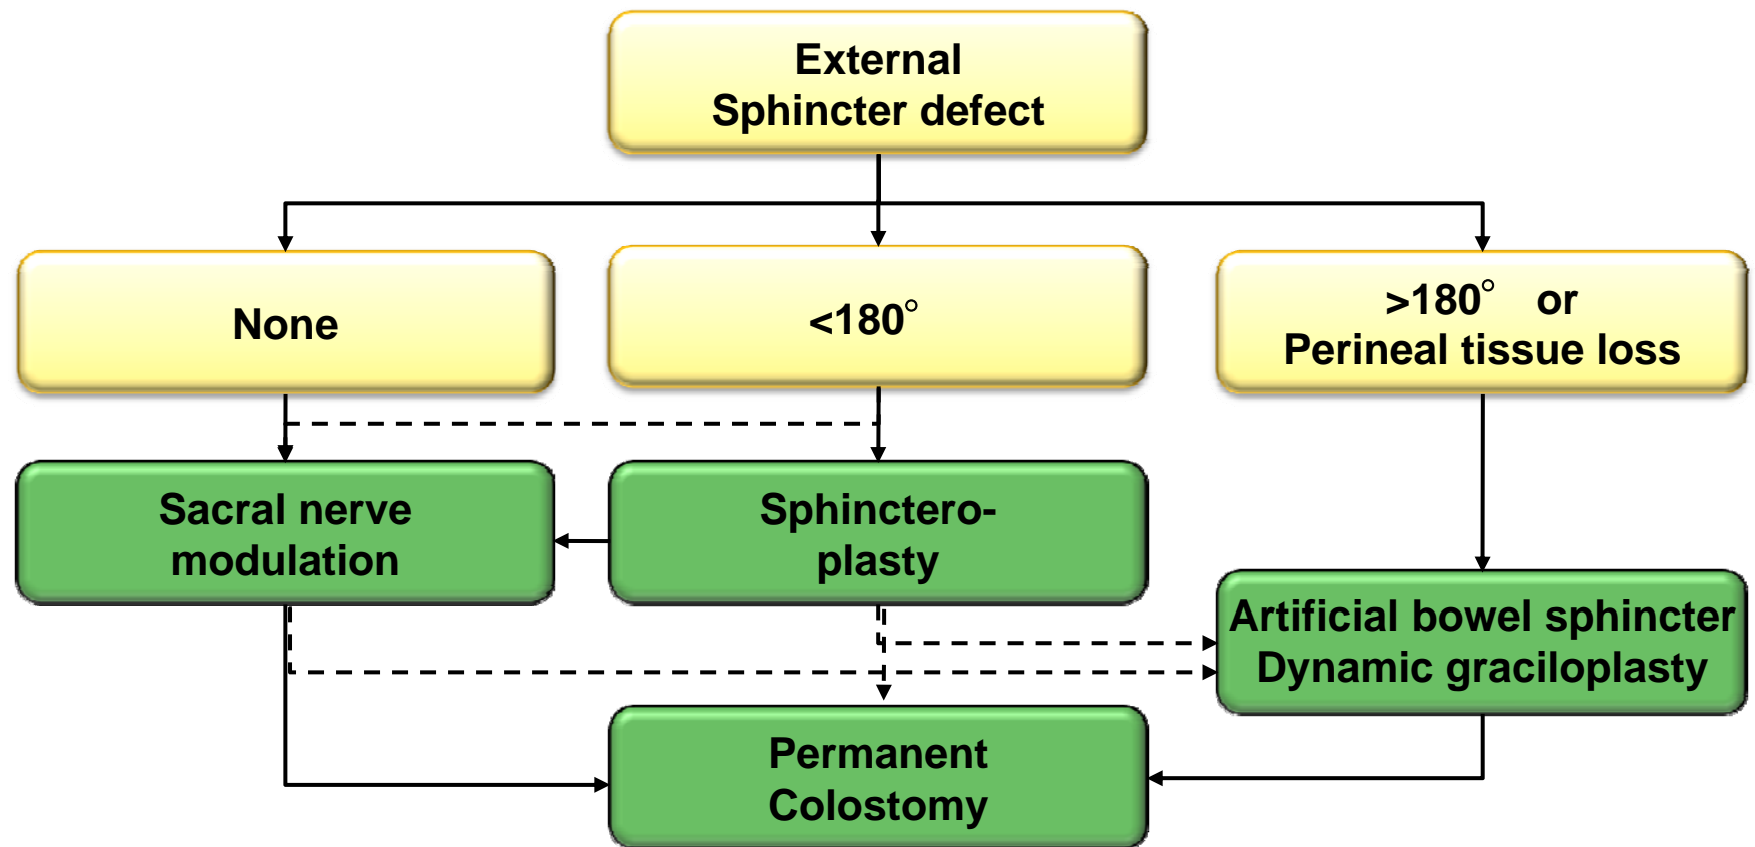 External
Sphincter defect
None
<180°
>180° or
Perineal tissue loss
Sacral nerve
modulation
Sphinctero-
plasty
Artificial bowel sphincter
Dynamic graciloplasty
Permanent
Colostomy